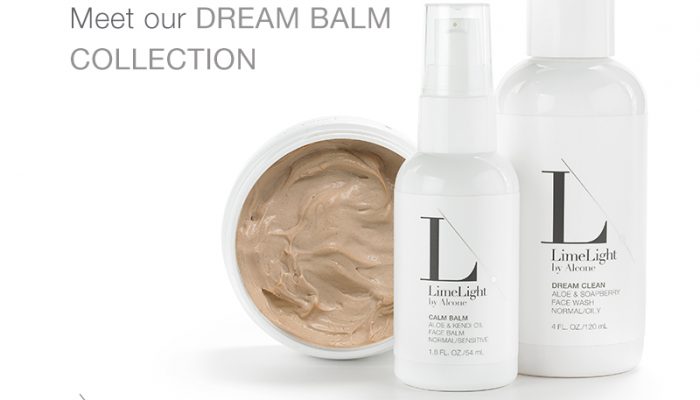 Meet our DREAM BALM
COLLECTION
L
LimeLight
by Alcone
CALM BALM
ALOE & KENDI OIL
FACE BALM
NORMAL/SENSITIVE
1.8 FL. OZ./54 mL
L
LimeLight
by Alcone
DREAM CLEAN
ALOE & SOAPBERRY
FACE WASH
NORMAL/OILY
4 FL. OZ./120 mL